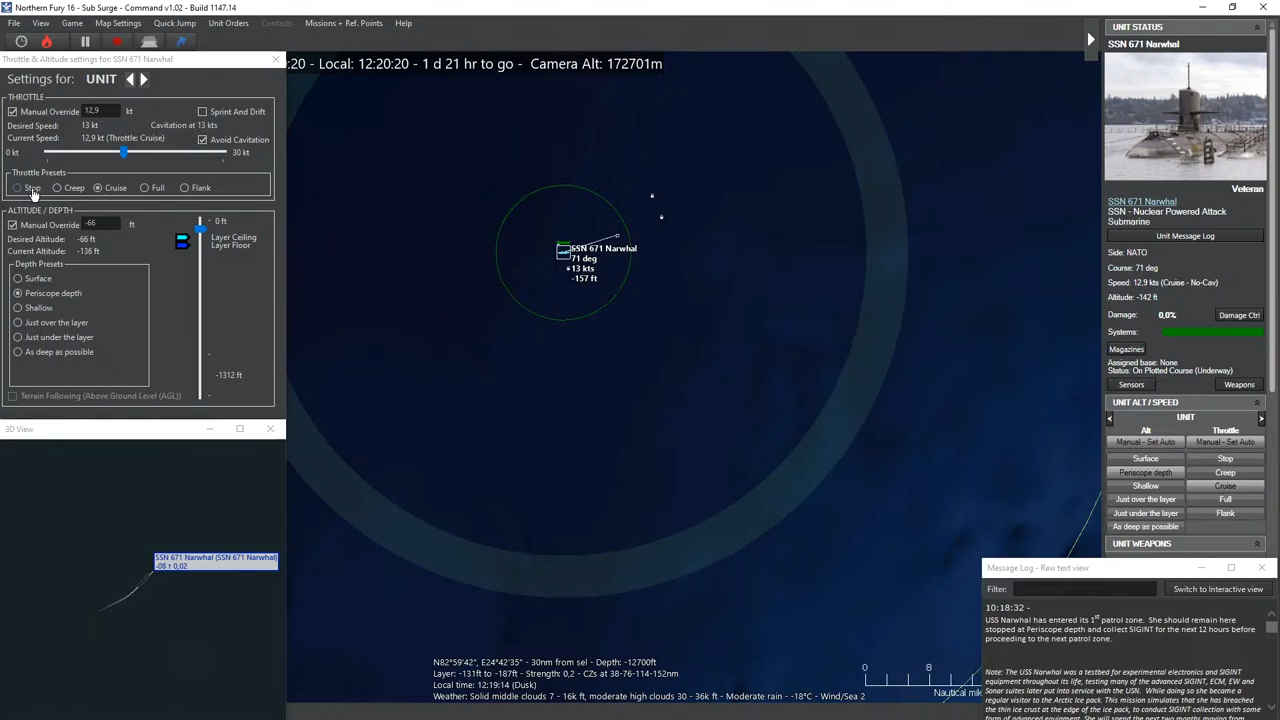 Northern Fury 16 - Sub Surge - Command v1.02 - Build 1147.14
File View Game Map Settings Quick Jump Unit Orders Contacts Missions + Ref. Points Help
Throttle & Altitude settings for: SSN 671 Narwhal
:20 - Local: 12:20:20 - 1 d 21 hr to go - Camera Alt: 172701m
Settings for: UNIT
THROTTLE
Manual Override 12,9 kt Sprint And Drift
Desired Speed: 13 kt Cavitation at 13 kts
Current Speed: 12,9 kt (Throttle: Cruise) Avoid Cavitation
0 kt 30 kt
Throttle Presets
Stop Creep Cruise Full Flank
ALTITUDE / DEPTH
Manual Override -66 ft
Desired Altitude: -66 ft
Current Altitude: -136 ft
- 0 ft
Layer Ceiling
Layer Floor
Depth Presets
Surface
Periscope depth
Shallow
Just over the layer
Just under the layer
As deep as possible
-1312 ft
Terrain Following (Above Ground Level (AGL))
3D View
SSN 671 Narwhal (SSN 671 Narwhal)
SSN 671 Narwhal
71 deg
13 kts
-157 ft
N82°59'42", E24°42'35" - 30nm from sel - Depth: -12700ft
Layer: -131ft to -187ft - Strength: 0,2 - CZs at 38-76-114-152nm
Local time: 12:19:14 (Dusk)
Weather: Solid middle clouds 7 - 16k ft, moderate high clouds 30 - 36k ft - Moderate rain - -18°C - Wind/Sea 2
0 8
Nautical mile
UNIT STATUS
SSN 671 Narwhal
Veteran
SSN 671 Narwhal
SSN - Nuclear Powered Attack
Submarine
Unit Message Log
Side: NATO
Course: 71 deg
Speed: 12.9 kts (Cruise - No-Cav)
Altitude: -142 ft
Damage: 0,0% Damage Ctrl
Systems:
Magazines
Assigned base: None
Status: On Plotted Course (Underway)
Sensors Weapons
UNIT ALT / SPEED
< UNIT >
Alt Throttle
Manual - Set Auto Manual - Set Auto
Surface Stop
Periscope depth Creep
Shallow Cruise
Just over the layer Full
Just under the layer Flank
As deep as possible
UNIT WEAPONS
Message Log - Raw text view
Filter: Switch to Interactive view
10:18:32 -
USS Narwhal has entered its 1st patrol zone. She should remain here
stopped at Periscope depth and collect SIGINT for the next 12 hours before
proceeding to the next patrol zone.
Note: The USS Narwhal was a testbed for experimental electronics and SIGINT
equipment throughout its life, testing many of the advanced SIGINT, ECM, EW and
Sonar suites later put into service with the USN. While doing so she became a
regular visitor to the Arctic Ice pack. This mission simulates that she has breached
the thin ice crust at the edge of the ice pack, to conduct SIGINT collection with some
form of advanced equipment. She will spend the next two months moving from